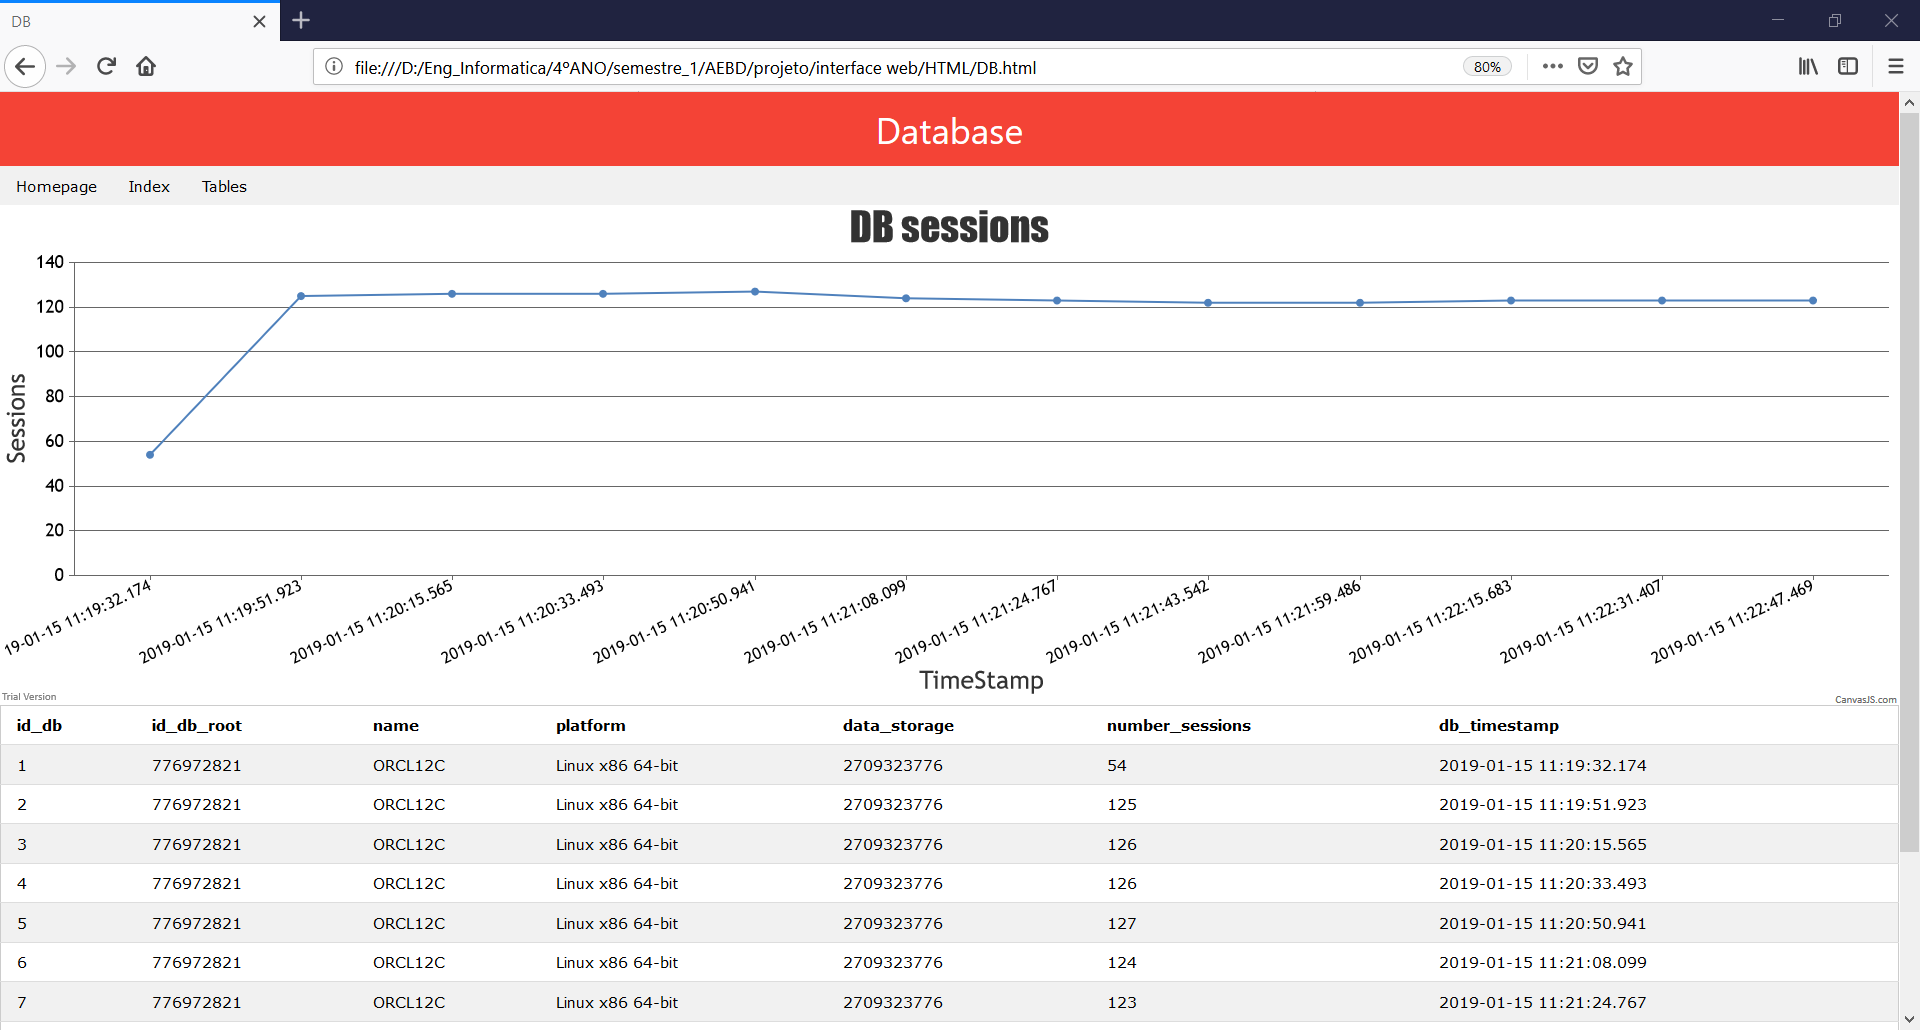 DB
file:///D:/Eng_Informatica/4ºANO/semestre_1/AEBD/projeto/interface web/HTML/DB.html
80%
Database
Homepage Index Tables
DB sessions
140
120
100
80
60
40
20
0
Sessions
19-01-15 11:19:32.174
2019-01-15 11:19:51.923
2019-01-15 11:20:15.565
2019-01-15 11:20:33.493
2019-01-15 11:20:50.941
2019-01-15 11:21:08.099
2019-01-15 11:21:24.767
2019-01-15 11:21:43.542
2019-01-15 11:21:59.486
2019-01-15 11:22:15.683
2019-01-15 11:22:31.407
2019-01-15 11:22:47.469
TimeStamp
Trial Version
CanvasJS.com
id_db id_db_root name platform data_storage number_sessions db_timestamp
1 776972821 ORCL12C Linux x86 64-bit 2709323776 54 2019-01-15 11:19:32.174
2 776972821 ORCL12C Linux x86 64-bit 2709323776 125 2019-01-15 11:19:51.923
3 776972821 ORCL12C Linux x86 64-bit 2709323776 126 2019-01-15 11:20:15.565
4 776972821 ORCL12C Linux x86 64-bit 2709323776 126 2019-01-15 11:20:33.493
5 776972821 ORCL12C Linux x86 64-bit 2709323776 127 2019-01-15 11:20:50.941
6 776972821 ORCL12C Linux x86 64-bit 2709323776 124 2019-01-15 11:21:08.099
7 776972821 ORCL12C Linux x86 64-bit 2709323776 123 2019-01-15 11:21:24.767